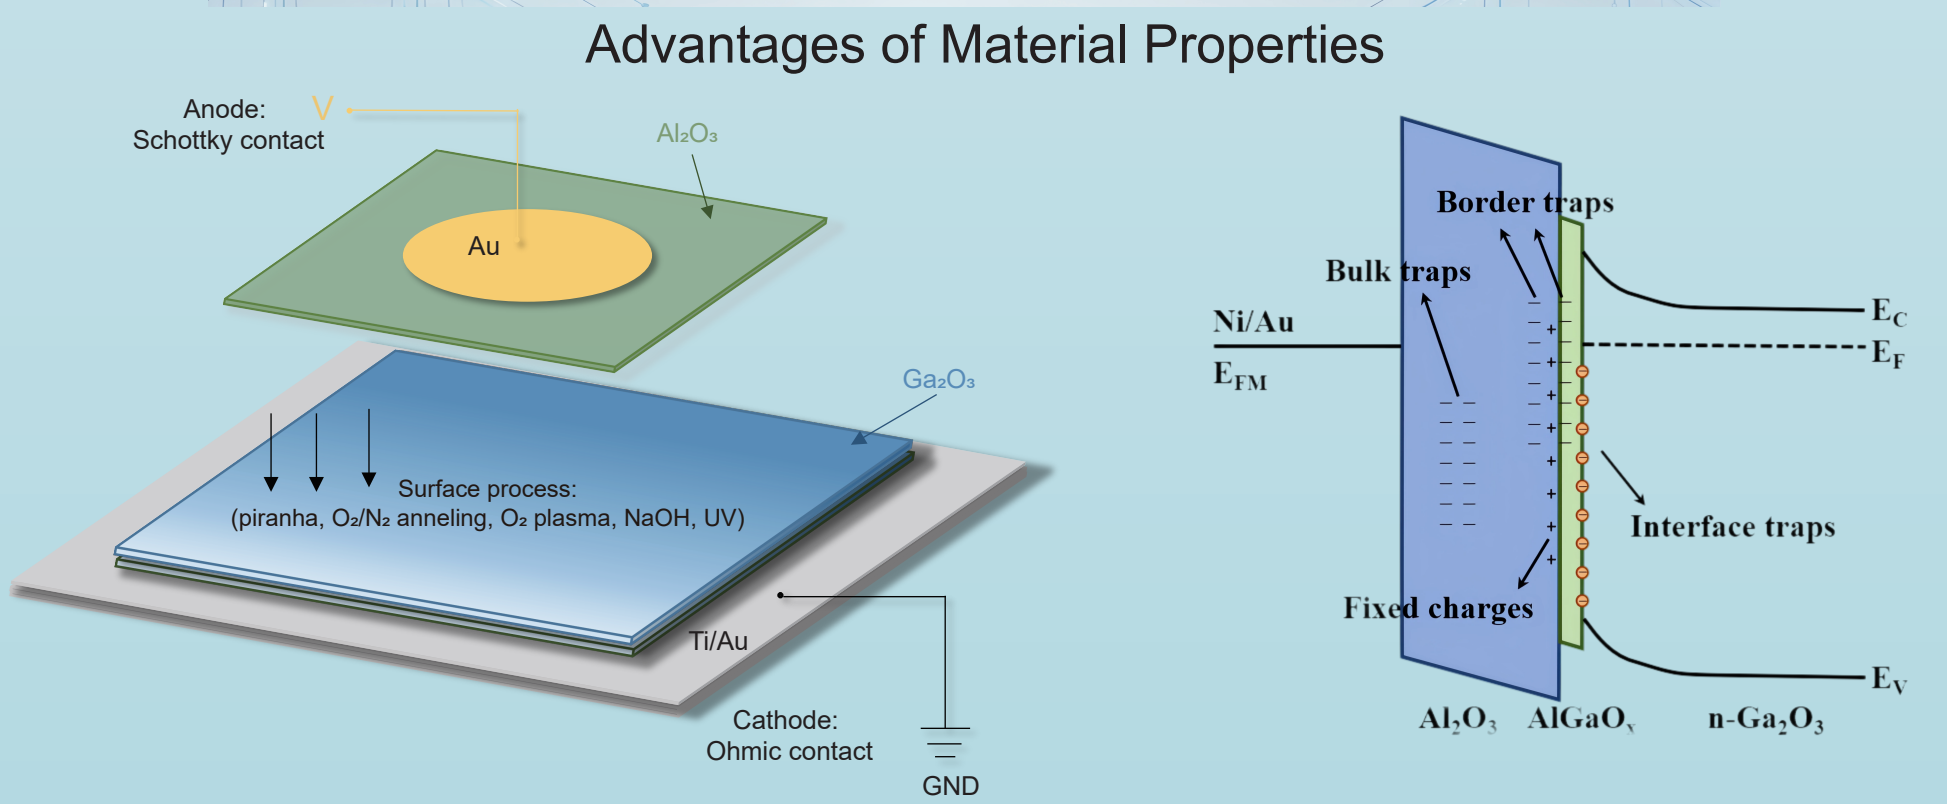 Advantages of Material Properties
Anode:
Schottky contact
V
Al₂O₃
Au
Ga₂O₃
Surface process:
(piranha, O₂/N₂ anneling, O₂ plasma, NaOH, UV)
Ti/Au
Cathode:
Ohmic contact
GND
Border traps
Bulk traps
Ni/Au
E_FM
E_C
E_F
Interface traps
Fixed charges
E_V
Al₂O₃ AlGaOₓ n-Ga₂O₃